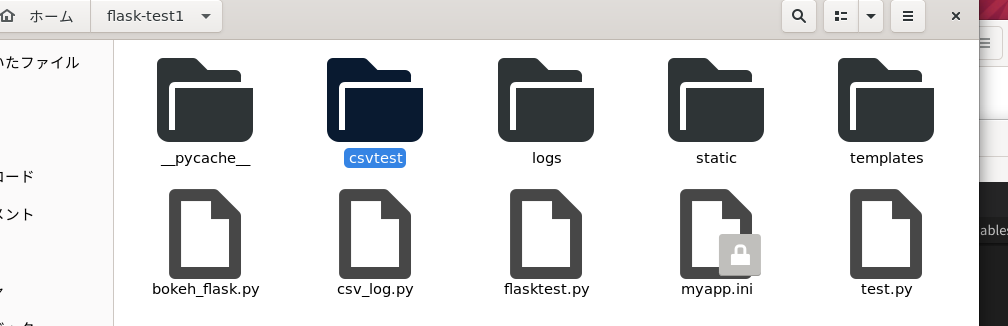 ホーム flask-test1
いたファイル
__pycache__ csvtest logs static templates
コード
メント
bokeh_flask.py csv_log.py flasktest.py myapp.ini test.py
ables